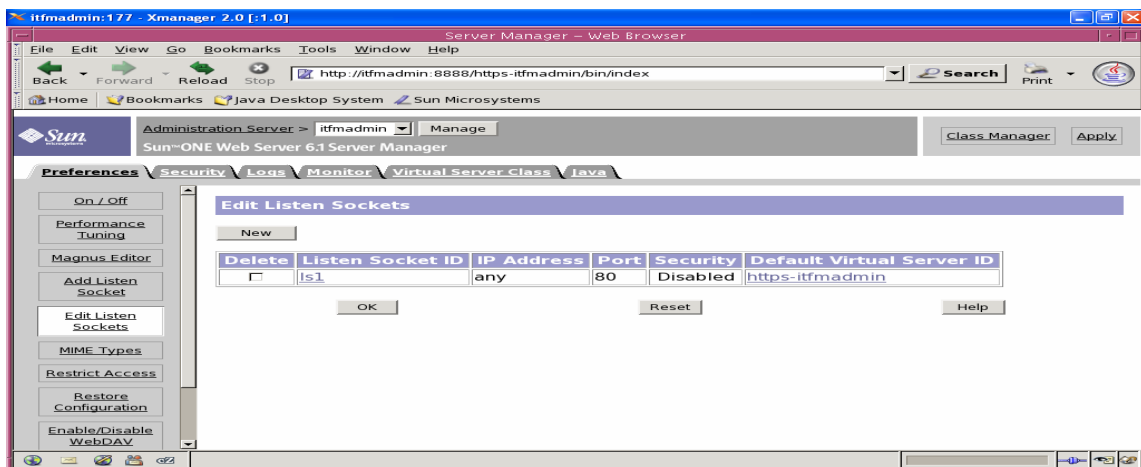 itfmadmin:177 - Xmanager 2.0 [:1.0]
Server Manager – Web Browser
File Edit View Go Bookmarks Tools Window Help
Back Forward Reload Stop http://itfmadmin:8888/https-itfmadmin/bin/index Search Print
Home Bookmarks Java Desktop System Sun Microsystems
Sun microsystems
Administration Server > itfmadmin Manage
Class Manager Apply
Sun™ONE Web Server 6.1 Server Manager
Preferences Security Logs Monitor Virtual Server Class Java
On / Off
Performance
Tuning
Magnus Editor
Add Listen
Socket
Edit Listen
Sockets
MIME Types
Restrict Access
Restore
Configuration
Enable/Disable
WebDAV
Edit Listen Sockets
New
Delete Listen Socket ID IP Address Port Security Default Virtual Server ID
ls1 any 80 Disabled https-itfmadmin
OK Reset Help